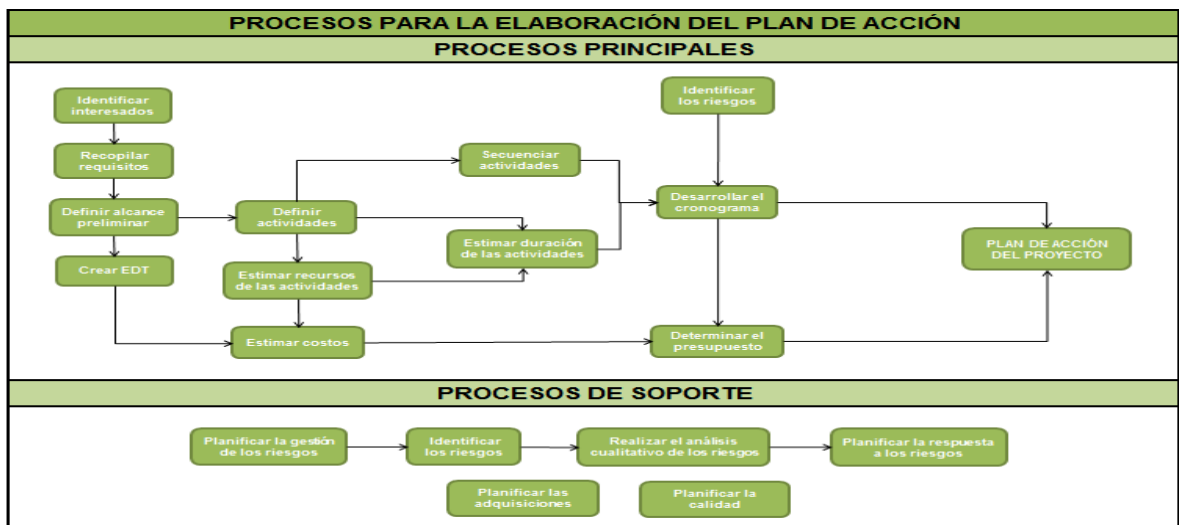 PROCESOS PARA LA ELABORACIÓN DEL PLAN DE ACCIÓN
PROCESOS PRINCIPALES
Identificar
interesados
Identificar
los riesgos
Recopilar
requisitos
Secuenciar
actividades
Definir alcance
preliminar
Definir
actividades
Desarrollar el
cronograma
Estimar duración
de las actividades
PLAN DE ACCIÓN
DEL PROYECTO
Crear EDT
Estimar recursos
de las actividades
Estimar costos
Determinar el
presupuesto
PROCESOS DE SOPORTE
Planificar la gestión
de los riesgos
Identificar
los riesgos
Realizar el análisis
cualitativo de los riesgos
Planificar la respuesta
a los riesgos
Planificar las
adquisiciones
Planificar la
calidad